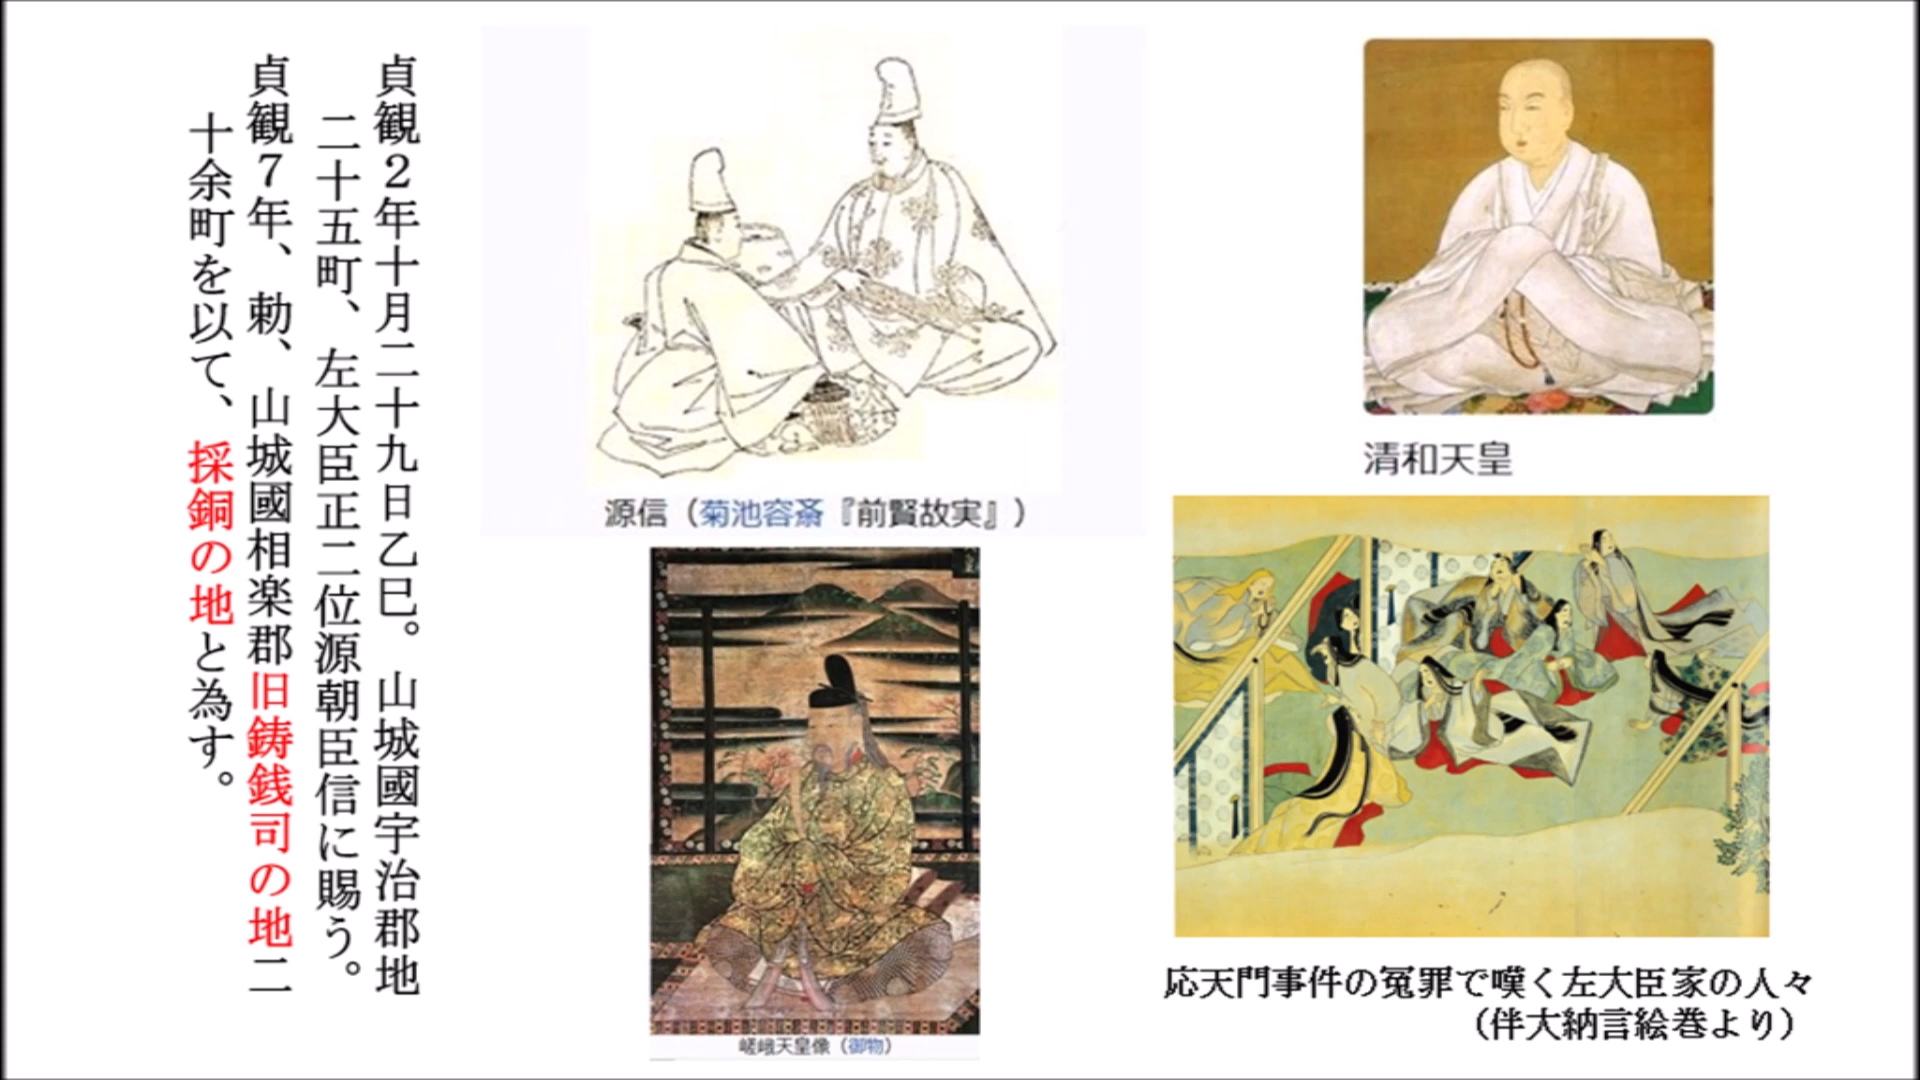 貞観２年十月二十九日乙巳。山城國宇治郡地
二十五町、左大臣正二位源朝臣信に賜う。
貞観７年、勅、山城國相楽郡旧鋳銭司の地二
十余町を以て、採銅の地と為す。
源信（菊池容斎『前賢故実』）
清和天皇
嵯峨天皇像（御物）
応天門事件の冤罪で嘆く左大臣家の人々
（伴大納言絵巻より）